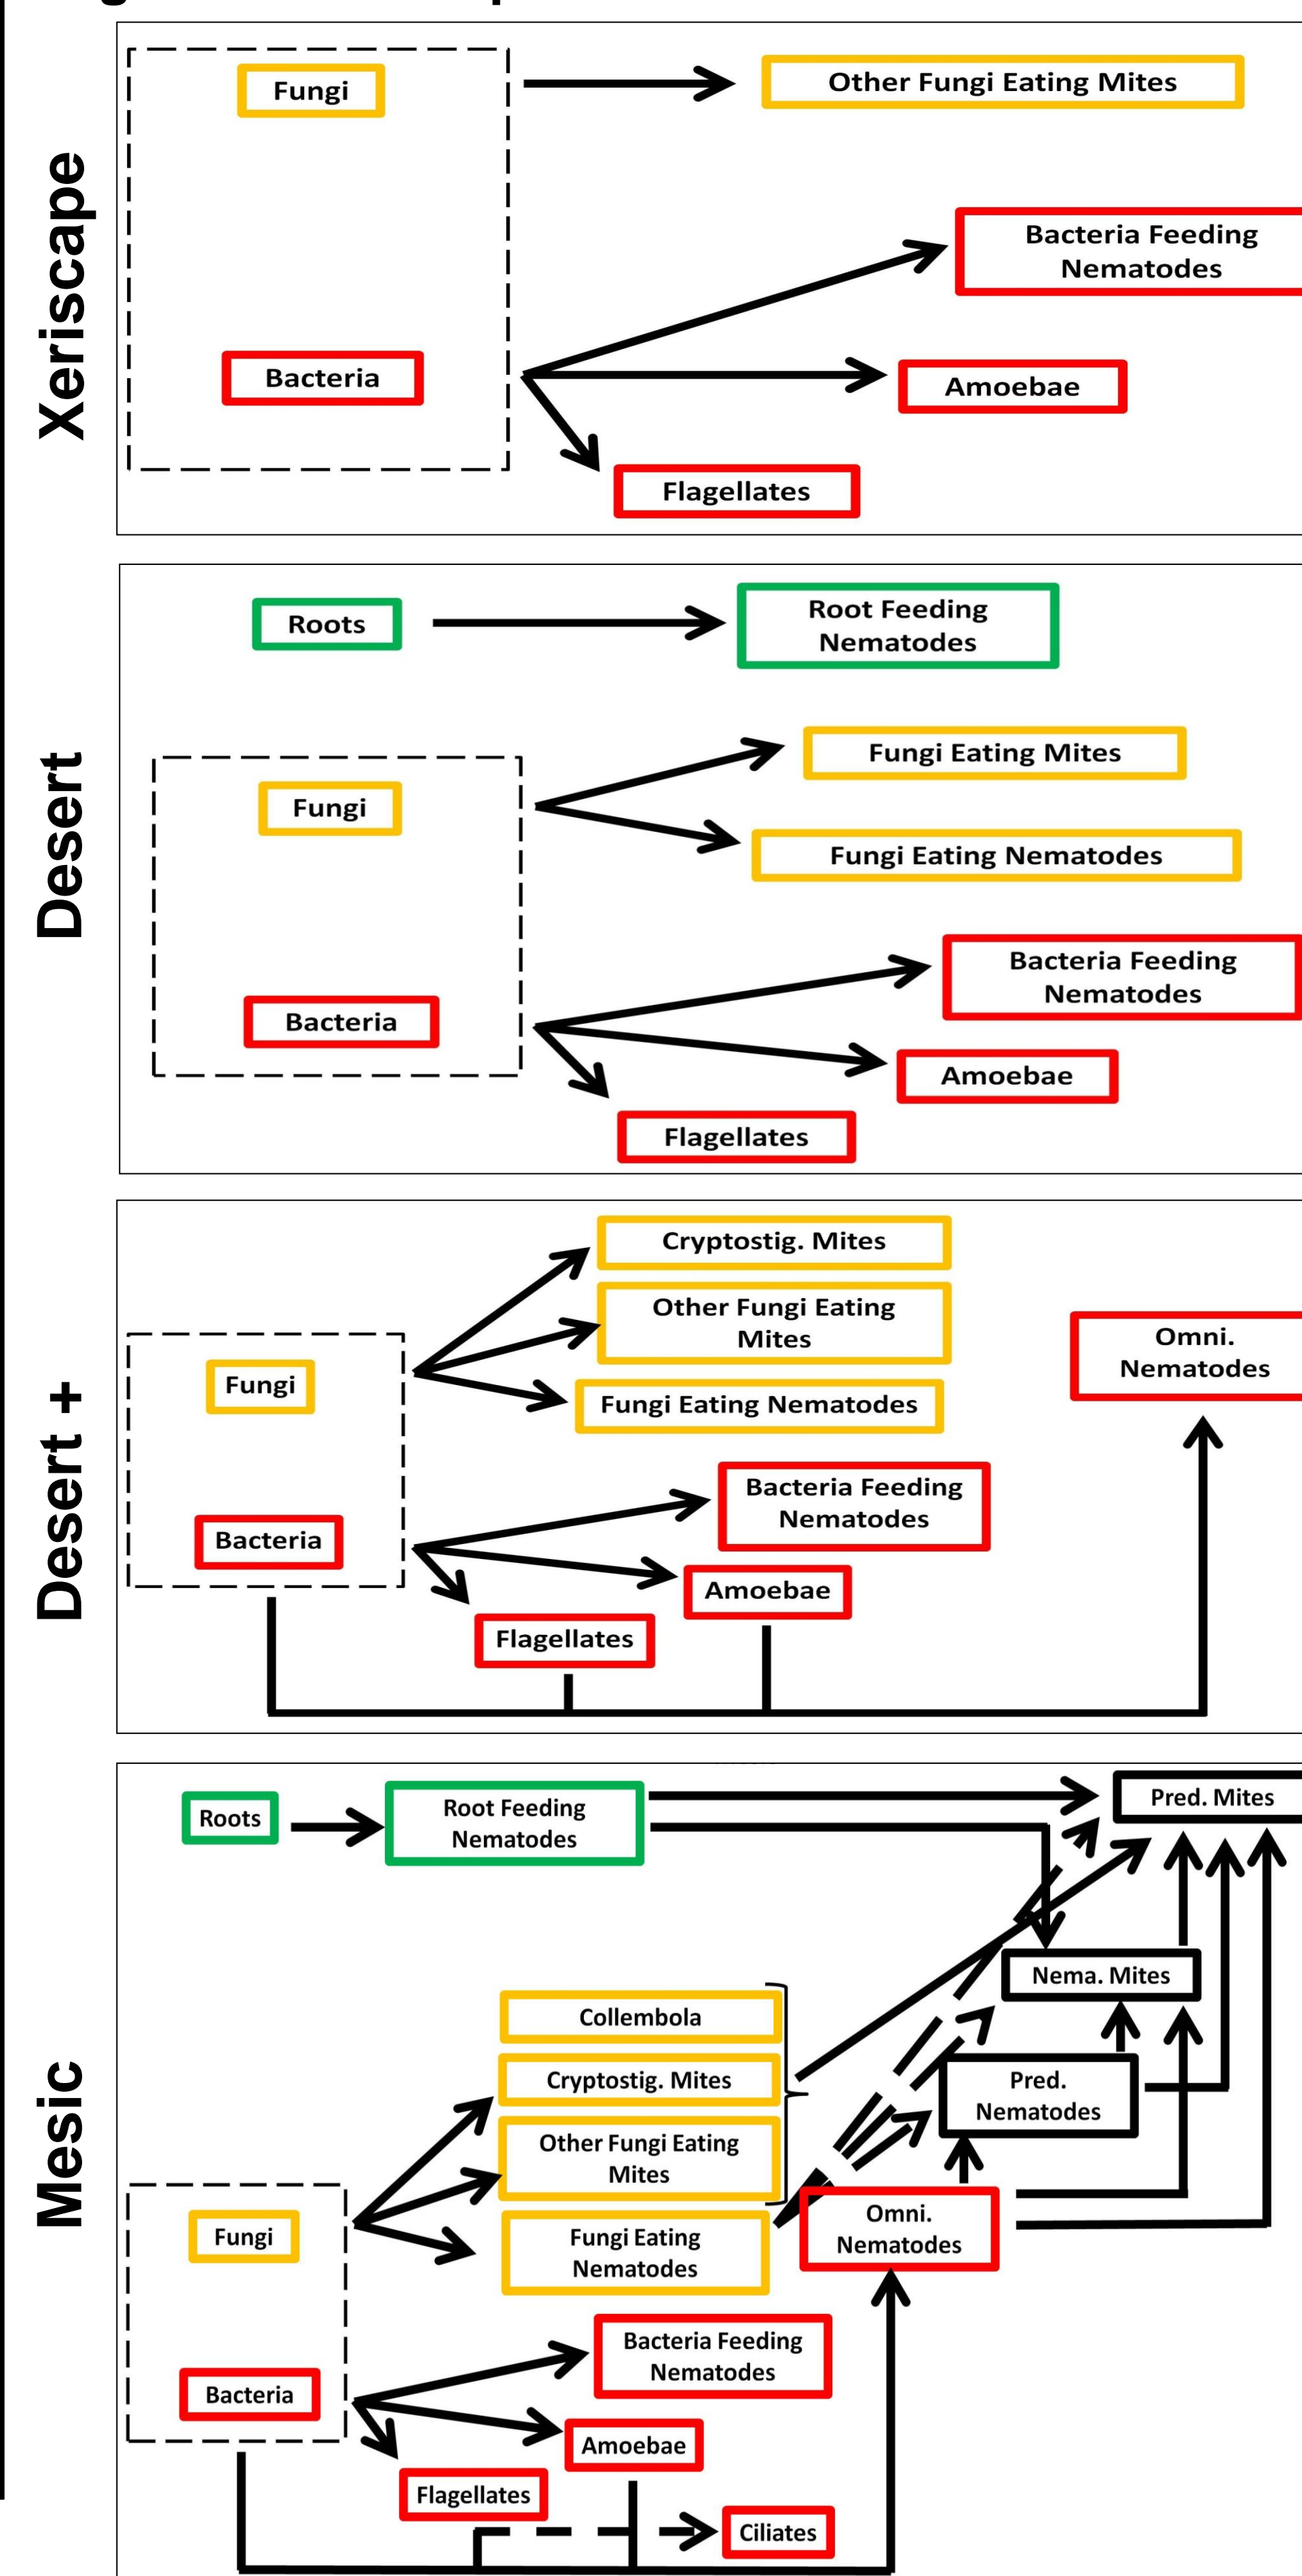 Xeriscape
Fungi
Other Fungi Eating Mites
Bacteria Feeding
Nematodes
Bacteria
Amoebae
Flagellates
Desert
Roots
Root Feeding
Nematodes
Fungi Eating Mites
Fungi
Fungi Eating Nematodes
Bacteria Feeding
Nematodes
Bacteria
Amoebae
Flagellates
Desert +
Cryptostig. Mites
Other Fungi Eating
Mites
Omni.
Nematodes
Fungi
Fungi Eating Nematodes
Bacteria Feeding
Nematodes
Bacteria
Amoebae
Flagellates
Mesic
Roots
Root Feeding
Nematodes
Pred. Mites
Nema. Mites
Collembola
Cryptostig. Mites
Pred.
Nematodes
Other Fungi Eating
Mites
Fungi
Fungi Eating
Nematodes
Omni.
Nematodes
Bacteria Feeding
Nematodes
Bacteria
Amoebae
Flagellates
Ciliates